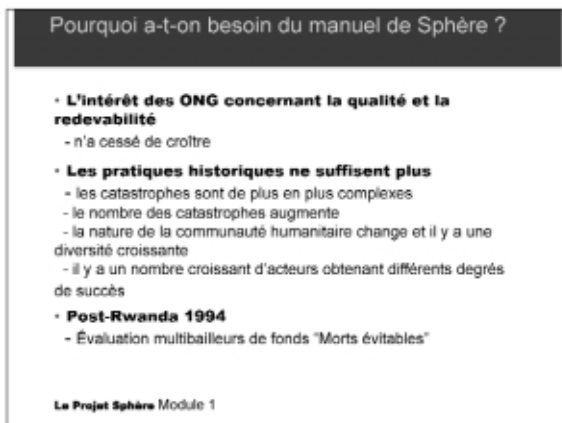 Pourquoi a-t-on besoin du manuel de Sphère ?
· L'intérêt des ONG concernant la qualité et la
redevabilité
- n'a cessé de croître
· Les pratiques historiques ne suffisent plus
- les catastrophes sont de plus en plus complexes
- le nombre des catastrophes augmente
- la nature de la communauté humanitaire change et il y a une
diversité croissante
- il y a un nombre croissant d'acteurs obtenant différents degrés
de succès
· Post-Rwanda 1994
- Évaluation multibailleurs de fonds "Morts évitables"
Le Projet Sphère Module 1